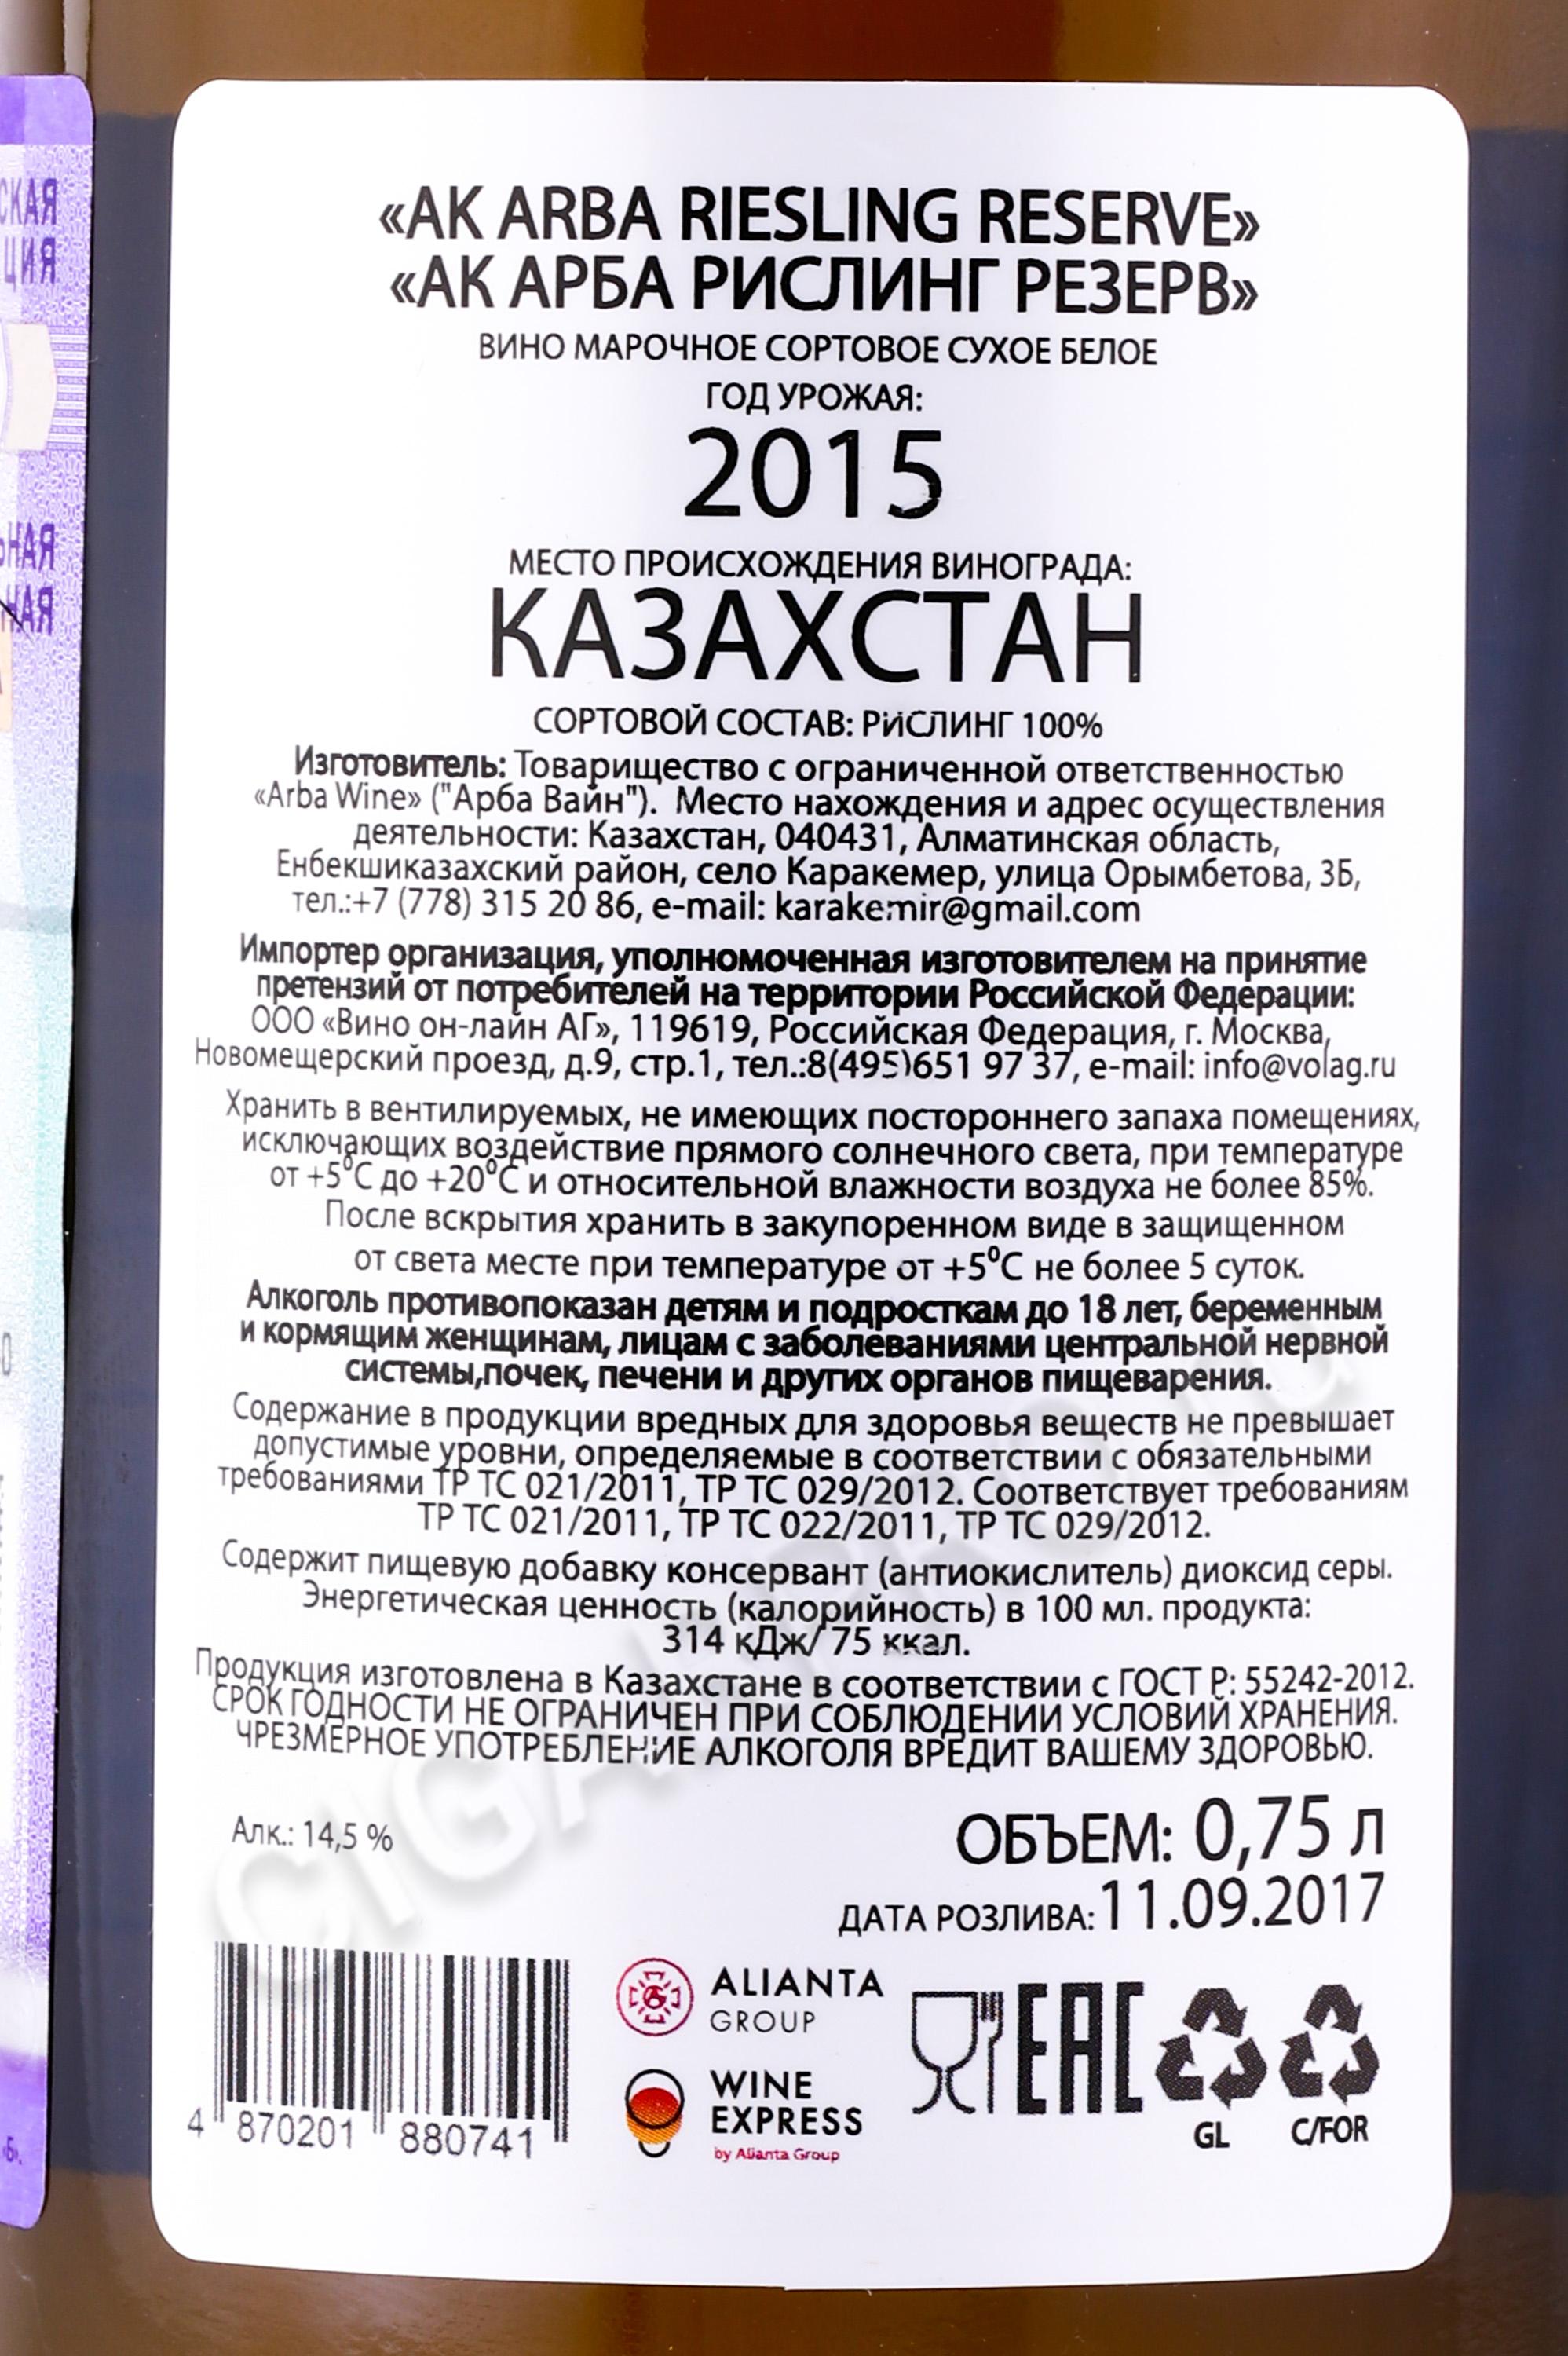 «AK ARBA RIESLING RESERVE»
«АК АРБА РИСЛИНГ РЕЗЕРВ»
ВИНО МАРОЧНОЕ СОРТОВОЕ СУХОЕ БЕЛОЕ
ГОД УРОЖАЯ:
2015
МЕСТО ПРОИСХОЖДЕНИЯ ВИНОГРАДА:
КАЗАХСТАН
СОРТОВОЙ СОСТАВ: РИСЛИНГ 100%
Изготовитель: Товарищество с ограниченной ответственностью
«Arba Wine» ("Арба Вайн"). Место нахождения и адрес осуществления
деятельности: Казахстан, 040431, Алматинская область,
Енбекшиказахский район, село Каракемер, улица Орымбетова, 3Б,
тел.:+7 (778) 315 20 86, e-mail: karakemir@gmail.com
Импортер организация, уполномоченная изготовителем на принятие
претензий от потребителей на территории Российской Федерации:
ООО «Вино он-лайн АГ», 119619, Российская Федерация, г. Москва,
Новомещерский проезд, д.9, стр.1, тел.:8(495)651 97 37, e-mail: info@volag.ru
Хранить в вентилируемых, не имеющих постороннего запаха помещениях,
исключающих воздействие прямого солнечного света, при температуре
от +5⁰С до +20⁰С и относительной влажности воздуха не более 85%.
После вскрытия хранить в закупоренном виде в защищенном
от света месте при температуре от +5⁰С не более 5 суток.
Алкоголь противопоказан детям и подросткам до 18 лет, беременным
и кормящим женщинам, лицам с заболеваниями центральной нервной
системы,почек, печени и других органов пищеварения.
Содержание в продукции вредных для здоровья веществ не превышает
допустимые уровни, определяемые в соответствии с обязательными
требованиями ТР ТС 021/2011, ТР ТС 029/2012. Соответствует требованиям
ТР ТС 021/2011, ТР ТС 022/2011, ТР ТС 029/2012.
Содержит пищевую добавку консервант (антиокислитель) диоксид серы.
Энергетическая ценность (калорийность) в 100 мл. продукта:
314 кДж/ 75 ккал.
Продукция изготовлена в Казахстане в соответствии с ГОСТ Р: 55242-2012.
СРОК ГОДНОСТИ НЕ ОГРАНИЧЕН ПРИ СОБЛЮДЕНИИ УСЛОВИЙ ХРАНЕНИЯ.
ЧРЕЗМЕРНОЕ УПОТРЕБЛЕНИЕ АЛКОГОЛЯ ВРЕДИТ ВАШЕМУ ЗДОРОВЬЮ.
Алк.: 14,5 %
ОБЪЕМ: 0,75 л
ДАТА РОЗЛИВА: 11.09.2017
4 870201 880741
ALIANTA
GROUP
WINE
EXPRESS
by Alianta Group
EAC
GL
C/FOR
СКАЯ
ЦИЯ
ЬНАЯ
НАЯ